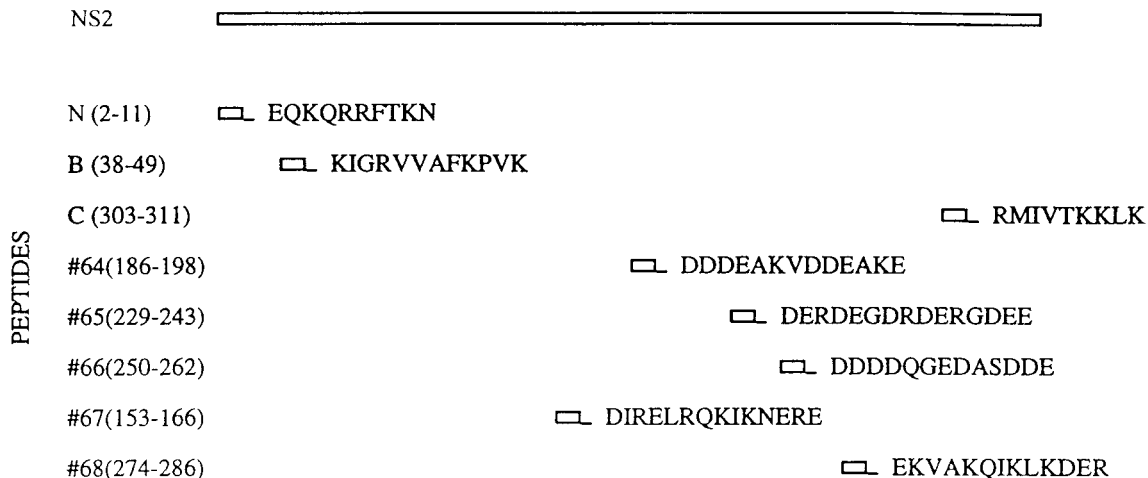 NS2
N (2-11) EQKQRRFTKN
B (38-49) KIGRVVAFKPVK
C (303-311) RMIVTKKLK
#64(186-198) DDDEAKVDDEAKE
#65(229-243) DERDEGDRDERGDEE
#66(250-262) DDDDQGEDASDDE
#67(153-166) DIRELRQKIKNERE
#68(274-286) EKVAKQIKLKDER
PEPTIDES